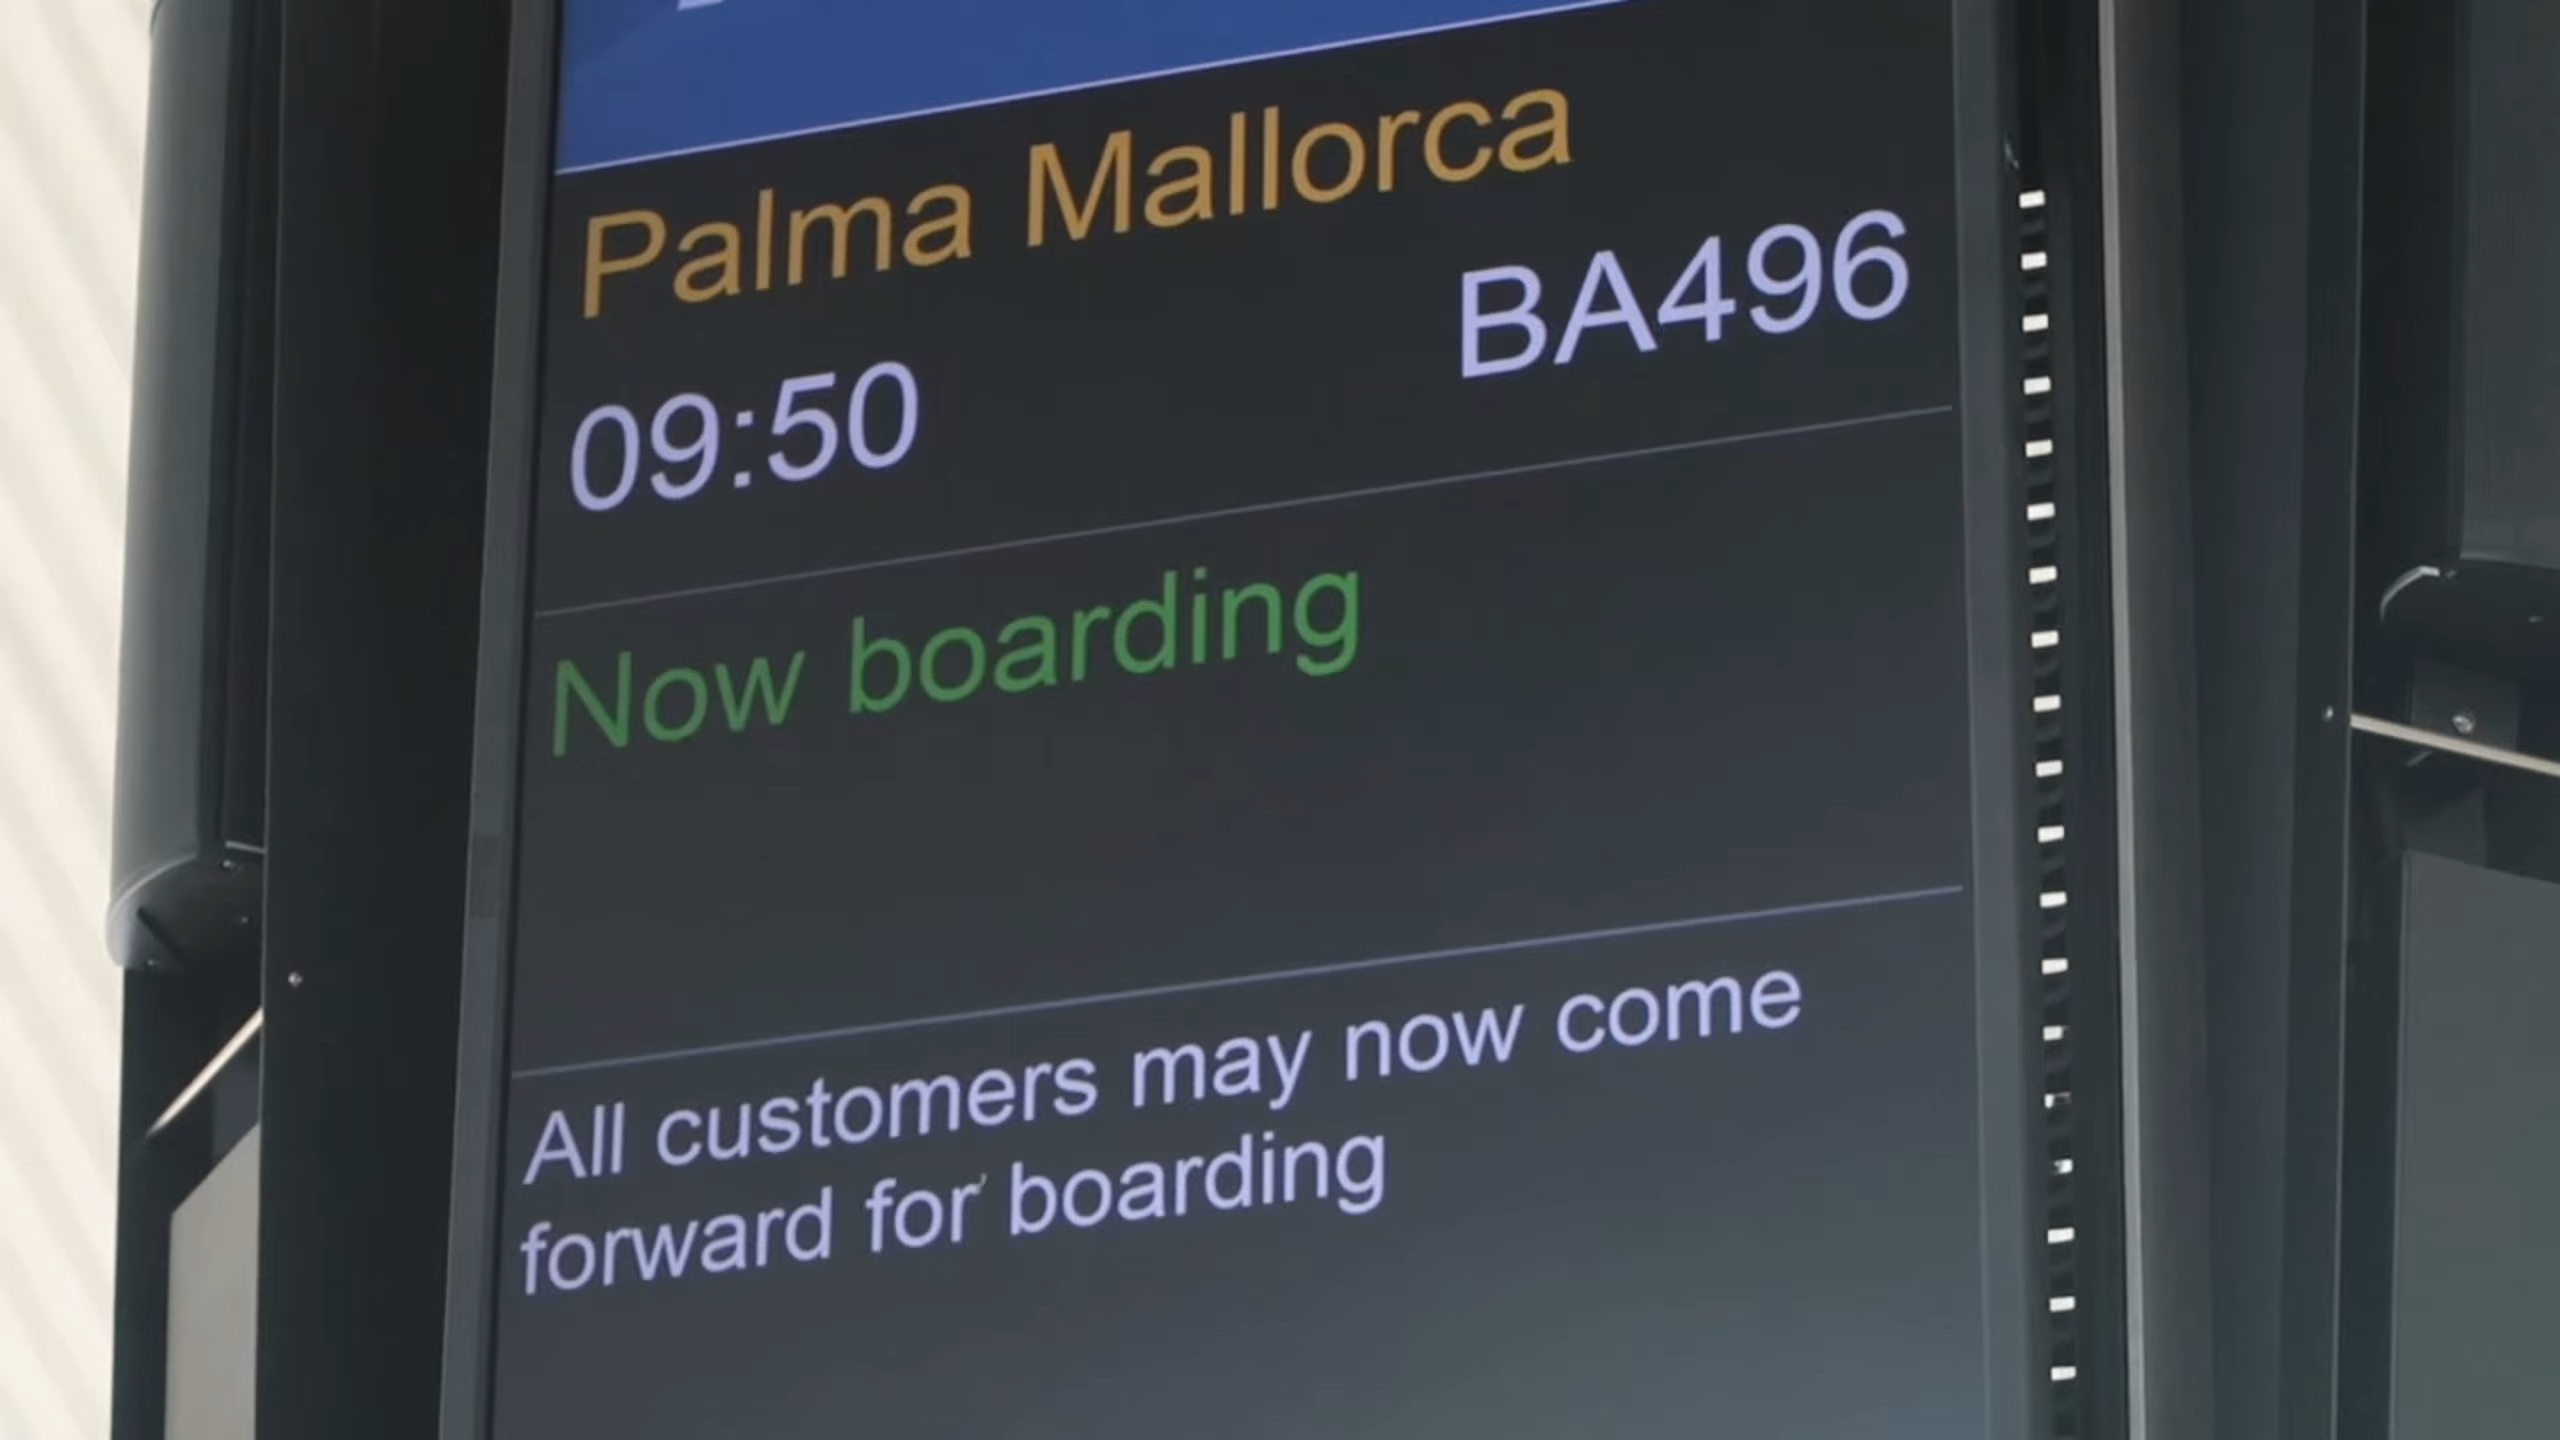 Palma Mallorca
09:50 BA496
Now boarding
All customers may now come
forward for boarding